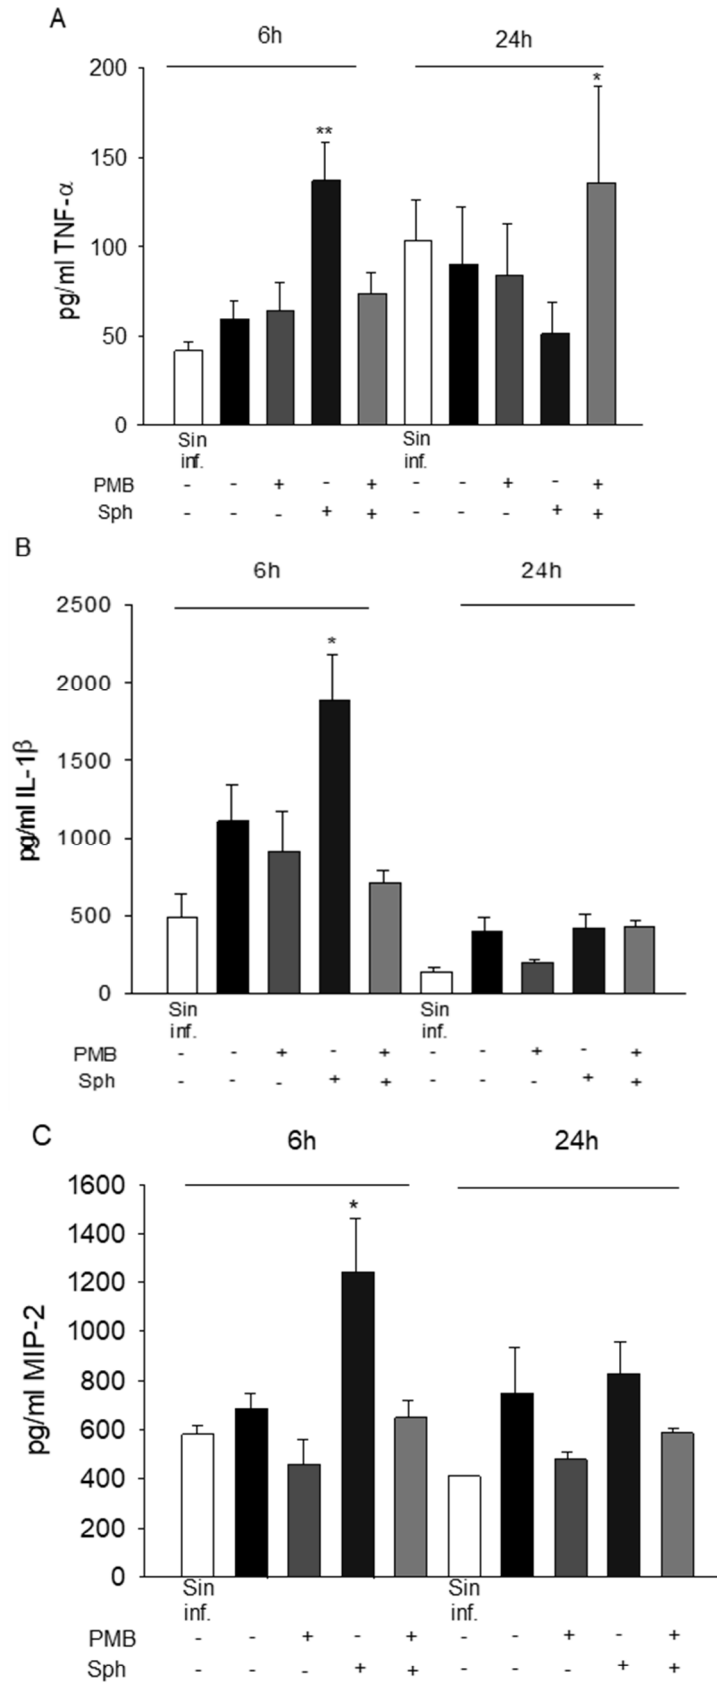 A
6h 24h
**
*
pg/ml TNF-α
200
150
100
50
0
Sin inf. Sin inf.
PMB - - + - + - - + - +
Sph - - - + + - - - + +
B
6h 24h
*
pg/ml IL-1β
2500
2000
1500
1000
500
0
Sin inf. Sin inf.
PMB - - + - + - - + - +
Sph - - - + + - - - + +
C
6h 24h
*
pg/ml MIP-2
1600
1400
1200
1000
800
600
400
200
0
Sin inf. Sin inf.
PMB - - + - + - - + - +
Sph - - - + + - - - + +